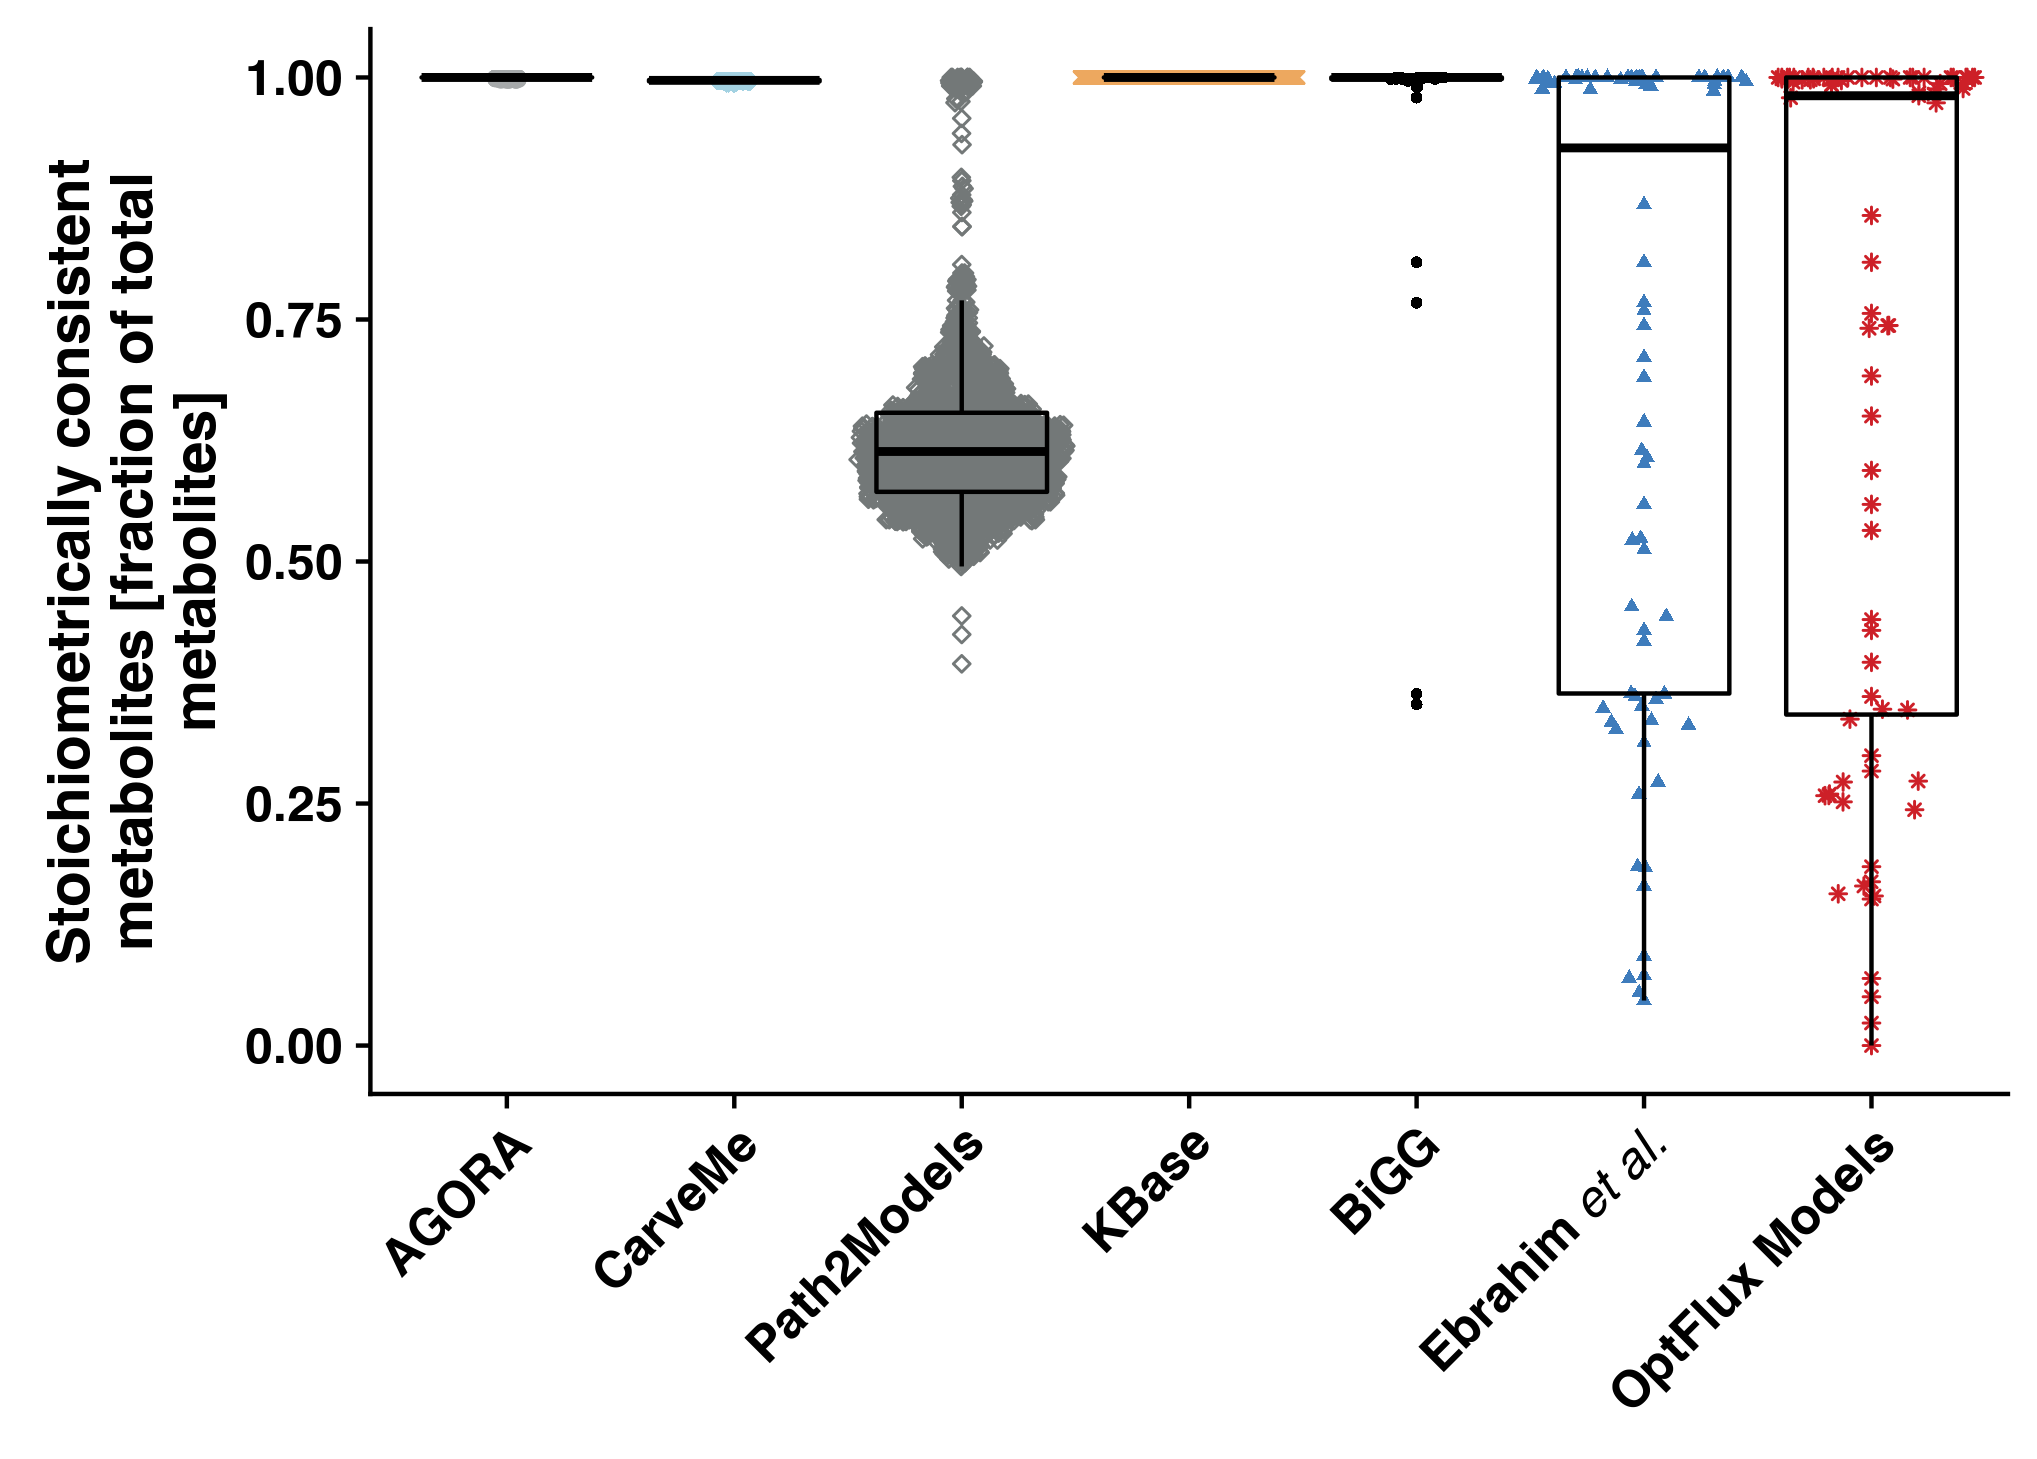 Stoichiometrically consistent
metabolites [fraction of total
metabolites]
1.00
0.75
0.50
0.25
0.00
AGORA
CarveMe
Path2Models
KBase
BiGG
Ebrahim et al.
OptFlux Models